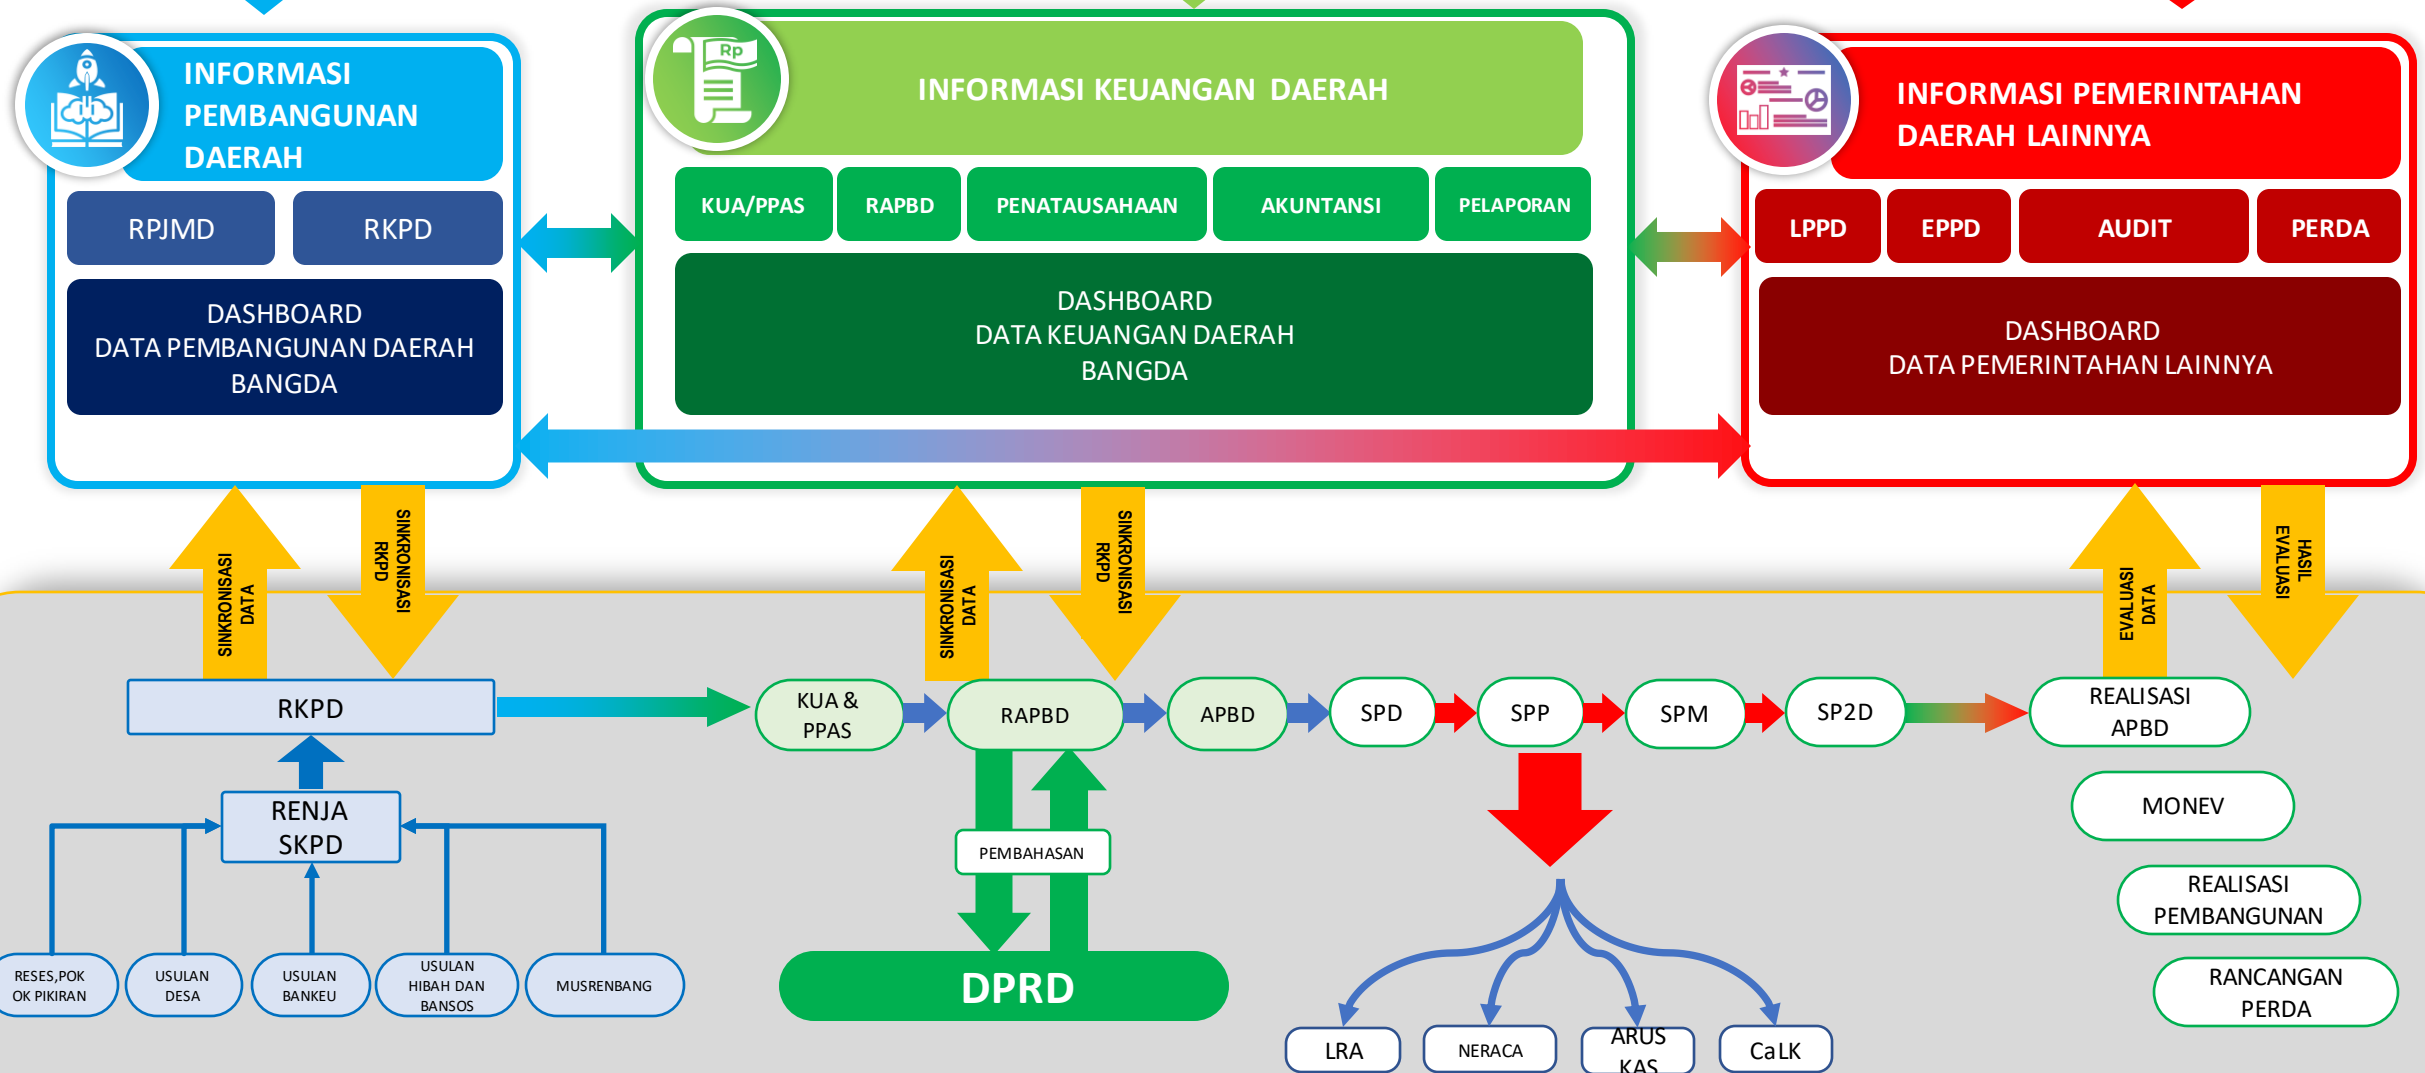 INFORMASI
PEMBANGUNAN
DAERAH
RPJMD
RKPD
DASHBOARD
DATA PEMBANGUNAN DAERAH
BANGDA
Rp
INFORMASI KEUANGAN DAERAH
KUA/PPAS
RAPBD
PENATAUSAHAAN
AKUNTANSI
PELAPORAN
DASHBOARD
DATA KEUANGAN DAERAH
BANGDA
INFORMASI PEMERINTAHAN
DAERAH LAINNYA
LPPD
EPPD
AUDIT
PERDA
DASHBOARD
DATA PEMERINTAHAN LAINNYA
SINKRONISASI
DATA
SINKRONISASI
RKPD
SINKRONISASI
DATA
SINKRONISASI
RKPD
EVALUASI
DATA
HASIL
EVALUASI
RKPD
KUA &
PPAS
RAPBD
APBD
SPD
SPP
SPM
SP2D
REALISASI
APBD
RENJA
SKPD
PEMBAHASAN
MONEV
REALISASI
PEMBANGUNAN
RESES,POK
OK PIKIRAN
USULAN
DESA
USULAN
BANKEU
USULAN
HIBAH DAN
BANSOS
MUSRENBANG
DPRD
RANCANGAN
PERDA
LRA
NERACA
ARUS
KAS
CaLK